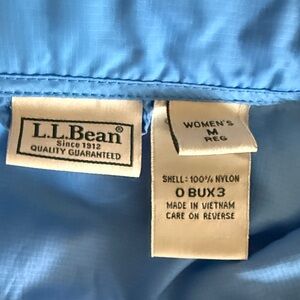 L.L.Bean®
Since 1912
QUALITY GUARANTEED
WOMEN'S
M
REG
SHELL: 100% NYLON
0 BUX3
MADE IN VIETNAM
CARE ON REVERSE